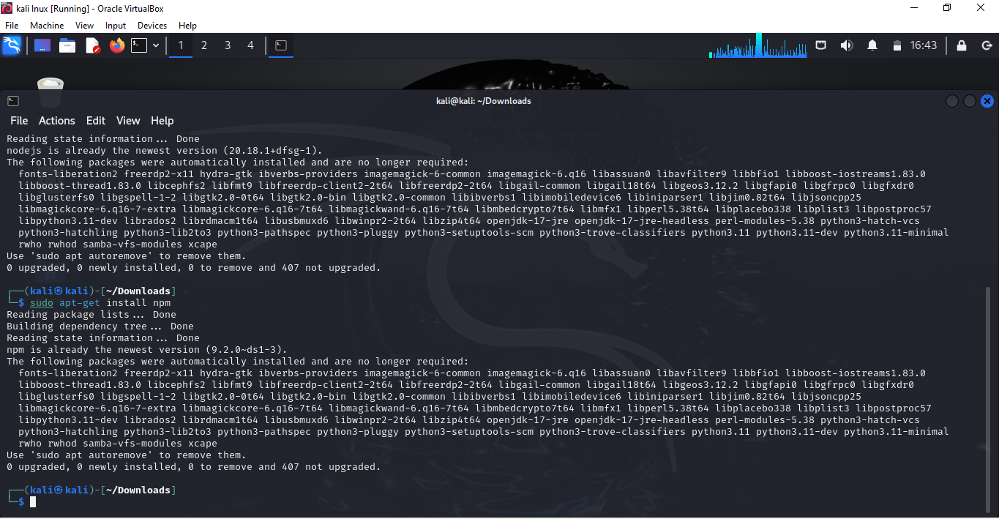 kali lnux [Running] - Oracle VirtualBox
File Machine View Input Devices Help
1 2 3 4 16:43
kali@kali: ~/Downloads
File Actions Edit View Help
Reading state information... Done
nodejs is already the newest version (20.18.1+dfsg-1).
The following packages were automatically installed and are no longer required:
fonts-liberation2 freerdp2-x11 hydra-gtk ibverbs-providers imagemagick-6-common imagemagick-6.q16 libassuan0 libavfilter9 libbfio1 libboost-iostreams1.83.0
libboost-thread1.83.0 libcephfs2 libfmt9 libfreerdp-client2-2t64 libfreerdp2-2t64 libgail-common libgail18t64 libgeos3.12.2 libgfapi0 libgfrpc0 libgfxdr0
libglusterfs0 libgspell-1-2 libgtk2.0-0t64 libgtk2.0-bin libgtk2.0-common libibverbs1 libimobiledevice6 libiniparser1 libjim0.82t64 libjsoncpp25
libmagickcore-6.q16-7-extra libmagickcore-6.q16-7t64 libmagickwand-6.q16-7t64 libmbedcrypto7t64 libmfx1 libperl5.38t64 libplacebo338 libplist3 libpostproc57
libpython3.11-dev librados2 librdmacm1t64 libusbmuxd6 libwinpr2-2t64 libzip4t64 openjdk-17-jre openjdk-17-jre-headless perl-modules-5.38 python3-hatch-vcs
python3-hatchling python3-lib2to3 python3-pathspec python3-pluggy python3-setuptools-scm python3-trove-classifiers python3.11 python3.11-dev python3.11-minimal
rwho rwhod samba-vfs-modules xcape
Use 'sudo apt autoremove' to remove them.
0 upgraded, 0 newly installed, 0 to remove and 407 not upgraded.
┌──(kali㉿kali)-[~/Downloads]
└─$ sudo apt-get install npm
Reading package lists... Done
Building dependency tree... Done
Reading state information... Done
npm is already the newest version (9.2.0~ds1-3).
The following packages were automatically installed and are no longer required:
fonts-liberation2 freerdp2-x11 hydra-gtk ibverbs-providers imagemagick-6-common imagemagick-6.q16 libassuan0 libavfilter9 libbfio1 libboost-iostreams1.83.0
libboost-thread1.83.0 libcephfs2 libfmt9 libfreerdp-client2-2t64 libfreerdp2-2t64 libgail-common libgail18t64 libgeos3.12.2 libgfapi0 libgfrpc0 libgfxdr0
libglusterfs0 libgspell-1-2 libgtk2.0-0t64 libgtk2.0-bin libgtk2.0-common libibverbs1 libimobiledevice6 libiniparser1 libjim0.82t64 libjsoncpp25
libmagickcore-6.q16-7-extra libmagickcore-6.q16-7t64 libmagickwand-6.q16-7t64 libmbedcrypto7t64 libmfx1 libperl5.38t64 libplacebo338 libplist3 libpostproc57
libpython3.11-dev librados2 librdmacm1t64 libusbmuxd6 libwinpr2-2t64 libzip4t64 openjdk-17-jre openjdk-17-jre-headless perl-modules-5.38 python3-hatch-vcs
python3-hatchling python3-lib2to3 python3-pathspec python3-pluggy python3-setuptools-scm python3-trove-classifiers python3.11 python3.11-dev python3.11-minimal
rwho rwhod samba-vfs-modules xcape
Use 'sudo apt autoremove' to remove them.
0 upgraded, 0 newly installed, 0 to remove and 407 not upgraded.
┌──(kali㉿kali)-[~/Downloads]
└─$